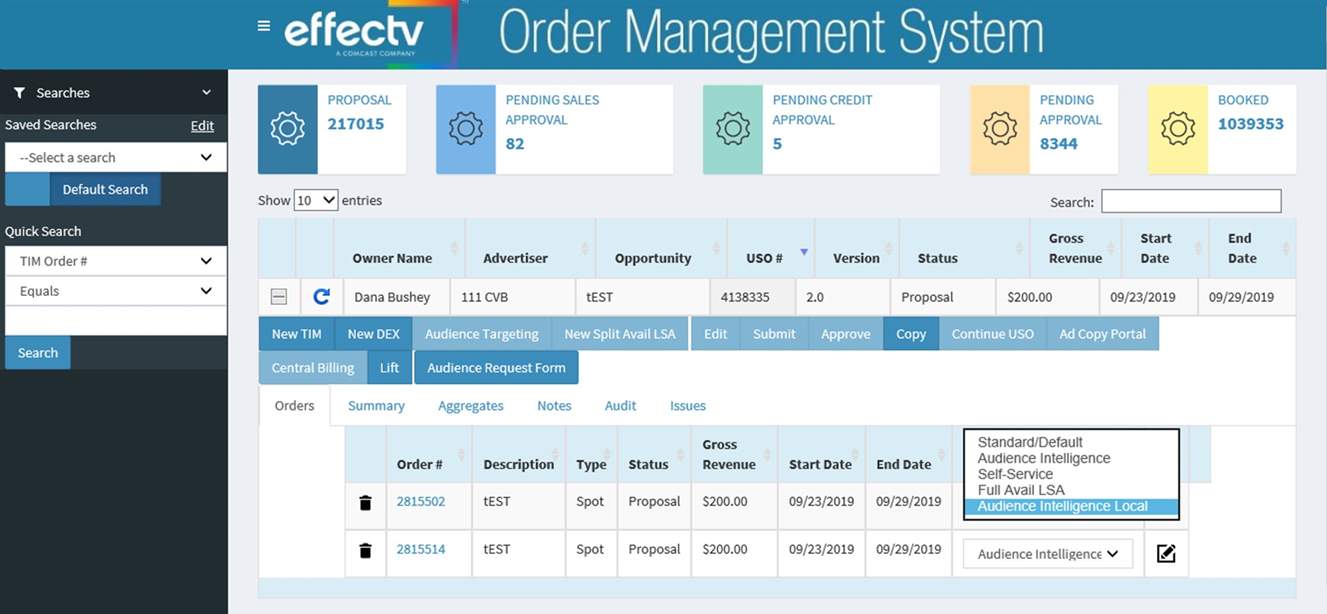 effectv
A COMCAST COMPANY
Order Management System
Searches
Saved Searches Edit
--Select a search
Default Search
Quick Search
TIM Order #
Equals
Search
PROPOSAL
217015
PENDING SALES
APPROVAL
82
PENDING CREDIT
APPROVAL
5
PENDING
APPROVAL
8344
BOOKED
1039353
Show 10 entries Search:
Owner Name Advertiser Opportunity USO # Version Status Gross Revenue Start Date End Date
Dana Bushey 111 CVB tEST 4138335 2.0 Proposal $200.00 09/23/2019 09/29/2019
New TIM New DEX Audience Targeting New Split Avail LSA Edit Submit Approve Copy Continue USO Ad Copy Portal
Central Billing Lift Audience Request Form
Orders Summary Aggregates Notes Audit Issues
Order # Description Type Status Gross Revenue Start Date End Date
Standard/Default
Audience Intelligence
Self-Service
Full Avail LSA
Audience Intelligence Local
2815502 tEST Spot Proposal $200.00 09/23/2019 09/29/2019
2815514 tEST Spot Proposal $200.00 09/23/2019 09/29/2019 Audience Intelligence